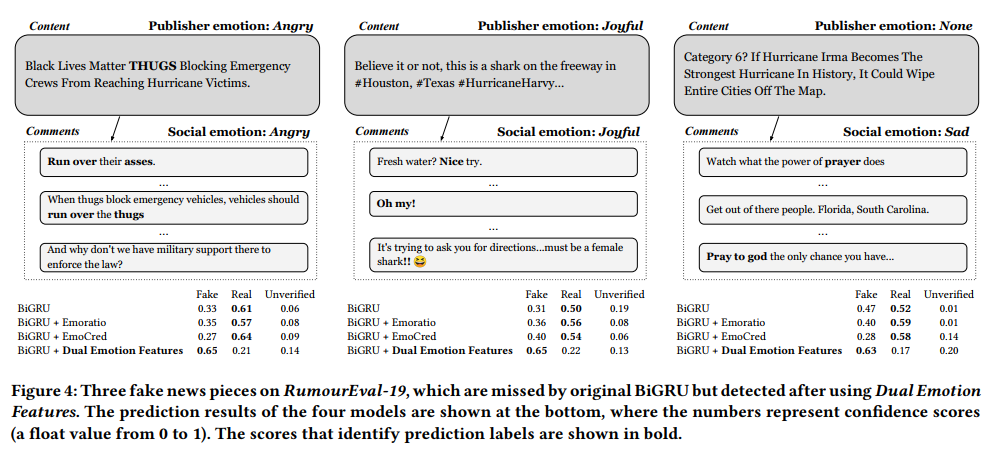 Content Publisher emotion: Angry
Black Lives Matter THUGS Blocking Emergency
Crews From Reaching Hurricane Victims.
Comments Social emotion: Angry
Run over their asses.
...
When thugs block emergency vehicles, vehicles should
run over the thugs
...
And why don't we have military support there to
enforce the law?
Fake Real Unverified
BiGRU 0.33 0.61 0.06
BiGRU + Emoratio 0.35 0.57 0.08
BiGRU + EmoCred 0.27 0.64 0.09
BiGRU + Dual Emotion Features 0.65 0.21 0.14
Content Publisher emotion: Joyful
Believe it or not, this is a shark on the freeway in
#Houston, #Texas #HurricaneHarvy...
Comments Social emotion: Joyful
Fresh water? Nice try.
...
Oh my!
...
It's trying to ask you for directions...must be a female
shark!! 😆
Fake Real Unverified
BiGRU 0.31 0.50 0.19
BiGRU + Emoratio 0.36 0.56 0.08
BiGRU + EmoCred 0.40 0.54 0.06
BiGRU + Dual Emotion Features 0.65 0.22 0.13
Content Publisher emotion: None
Category 6? If Hurricane Irma Becomes The
Strongest Hurricane In History, It Could Wipe
Entire Cities Off The Map.
Comments Social emotion: Sad
Watch what the power of prayer does
...
Get out of there people. Florida, South Carolina.
...
Pray to god the only chance you have...
Fake Real Unverified
BiGRU 0.47 0.52 0.01
BiGRU + Emoratio 0.40 0.59 0.01
BiGRU + EmoCred 0.28 0.58 0.14
BiGRU + Dual Emotion Features 0.63 0.17 0.20
Figure 4: Three fake news pieces on RumourEval-19, which are missed by original BiGRU but detected after using Dual Emotion
Features. The prediction results of the four models are shown at the bottom, where the numbers represent confidence scores
(a float value from 0 to 1). The scores that identify prediction labels are shown in bold.